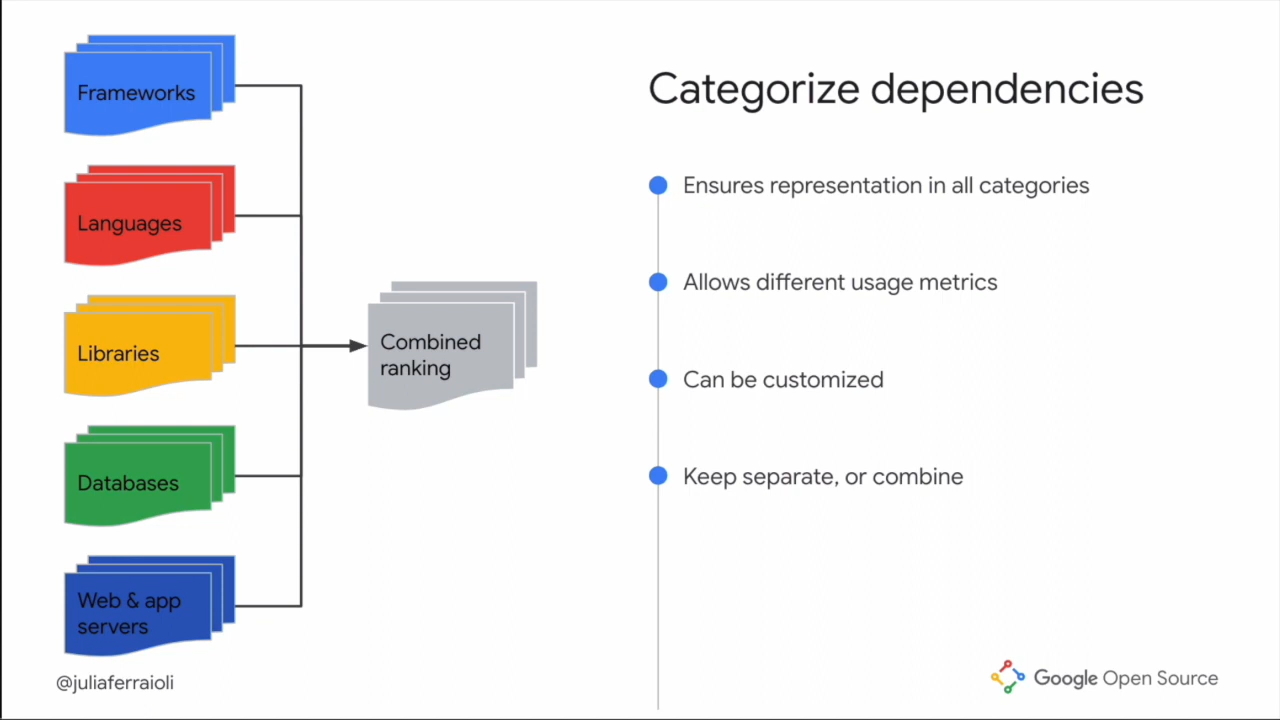 Frameworks
Languages
Libraries
Databases
Web & app
servers
Combined
ranking
Categorize dependencies
Ensures representation in all categories
Allows different usage metrics
Can be customized
Keep separate, or combine
@juliaferraioli
Google Open Source